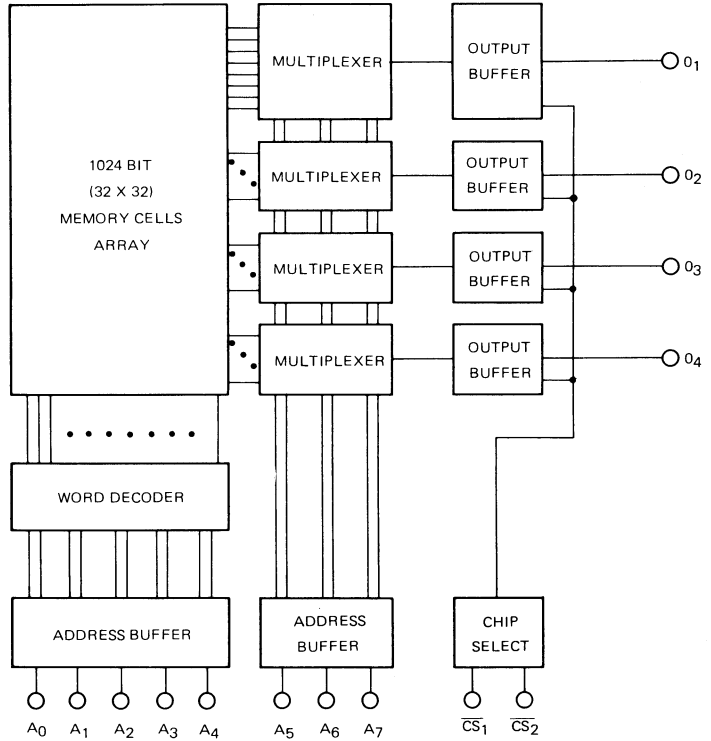 1024 BIT
(32 X 32)
MEMORY CELLS
ARRAY
MULTIPLEXER
OUTPUT
BUFFER
O1
MULTIPLEXER
OUTPUT
BUFFER
O2
MULTIPLEXER
OUTPUT
BUFFER
O3
MULTIPLEXER
OUTPUT
BUFFER
O4
WORD DECODER
ADDRESS BUFFER
ADDRESS
BUFFER
CHIP
SELECT
A0 A1 A2 A3 A4
A5 A6 A7
C̅S̅1 C̅S̅2